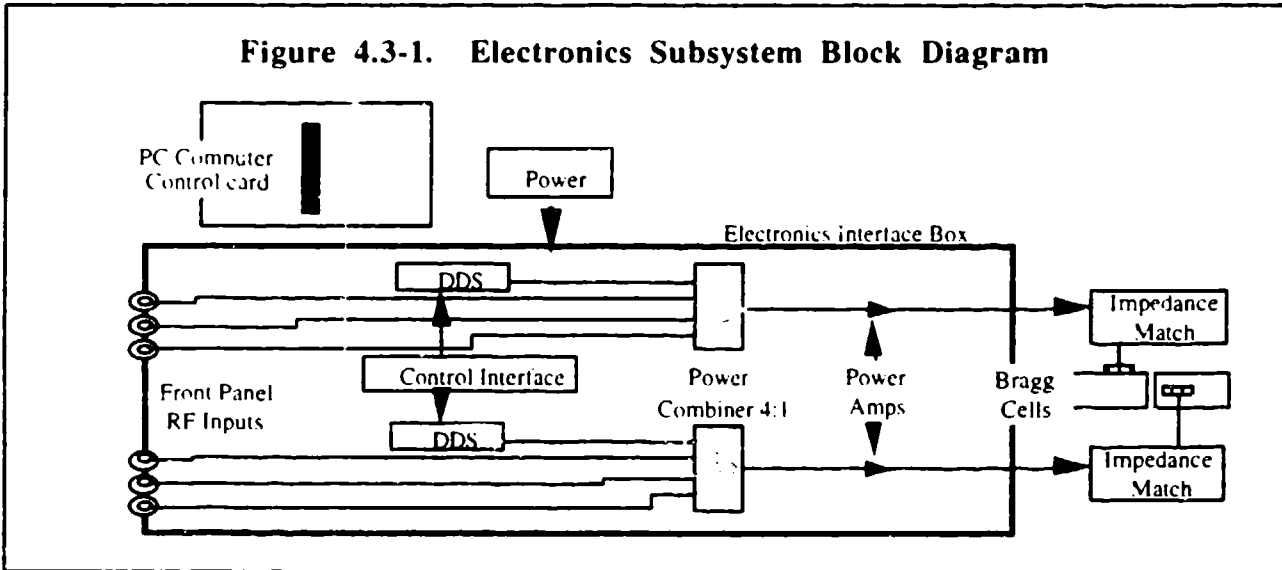 Figure 4.3-1. Electronics Subsystem Block Diagram
PC Computer
Control card
Power
Electronics Interface Box
DDS
Impedance
Match
Control Interface
Front Panel
RF Inputs
Power
Combiner 4:1
Power
Amps
Bragg
Cells
DDS
Impedance
Match